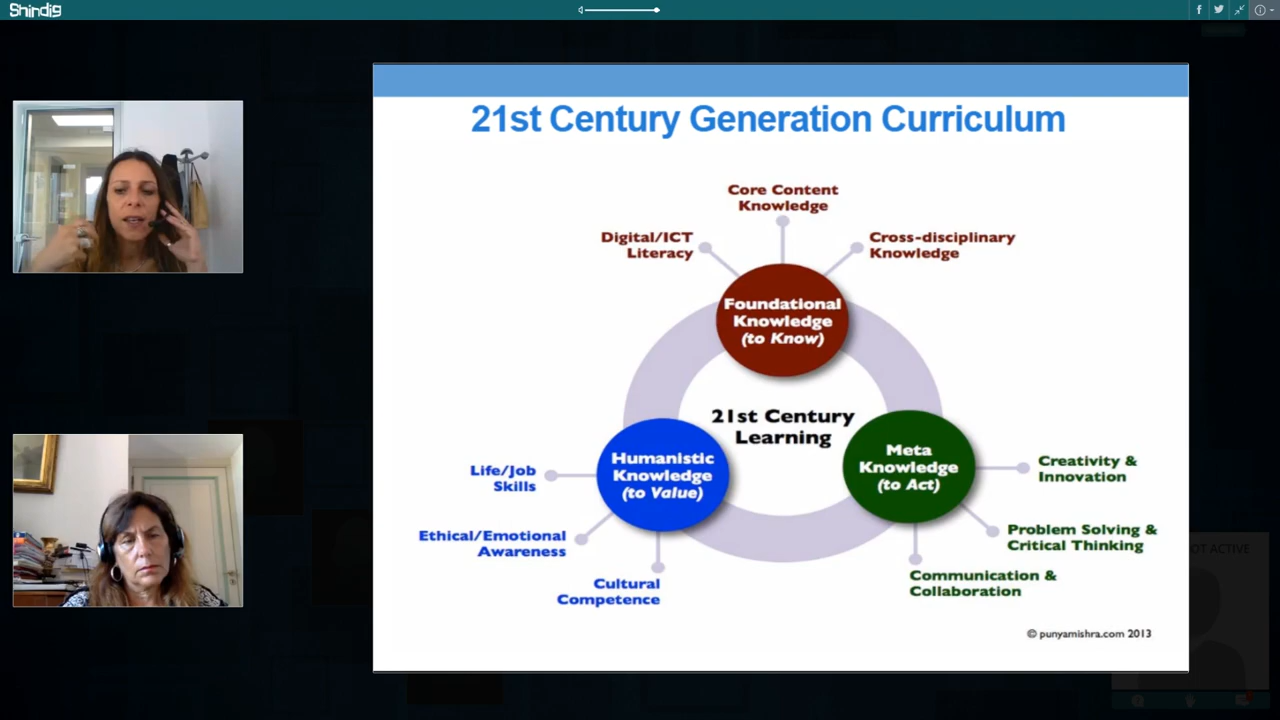 Shindig
21st Century Generation Curriculum
Core Content
Knowledge
Digital/ICT
Literacy
Cross-disciplinary
Knowledge
Foundational
Knowledge
(to Know)
21st Century
Learning
Humanistic
Knowledge
(to Value)
Meta
Knowledge
(to Act)
Life/Job
Skills
Ethical/Emotional
Awareness
Cultural
Competence
Creativity &
Innovation
Problem Solving &
Critical Thinking
Communication &
Collaboration
© punyamishra.com 2013
OT ACTIVE